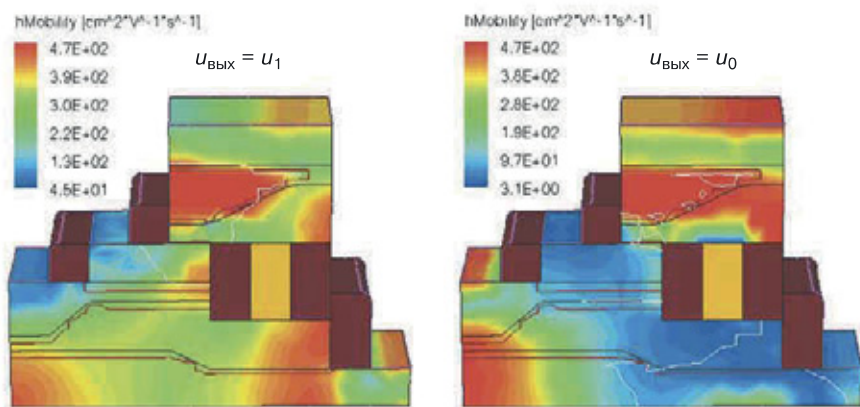 hMobility [cm^2*V^-1*s^-1]
4.7E+02
3.9E+02
3.0E+02
2.2E+02
1.3E+02
4.5E+01
uвых = u1
hMobility [cm^2*V^-1*s^-1]
4.7E+02
3.8E+02
2.8E+02
1.9E+02
9.7E+01
3.1E+00
uвых = u0